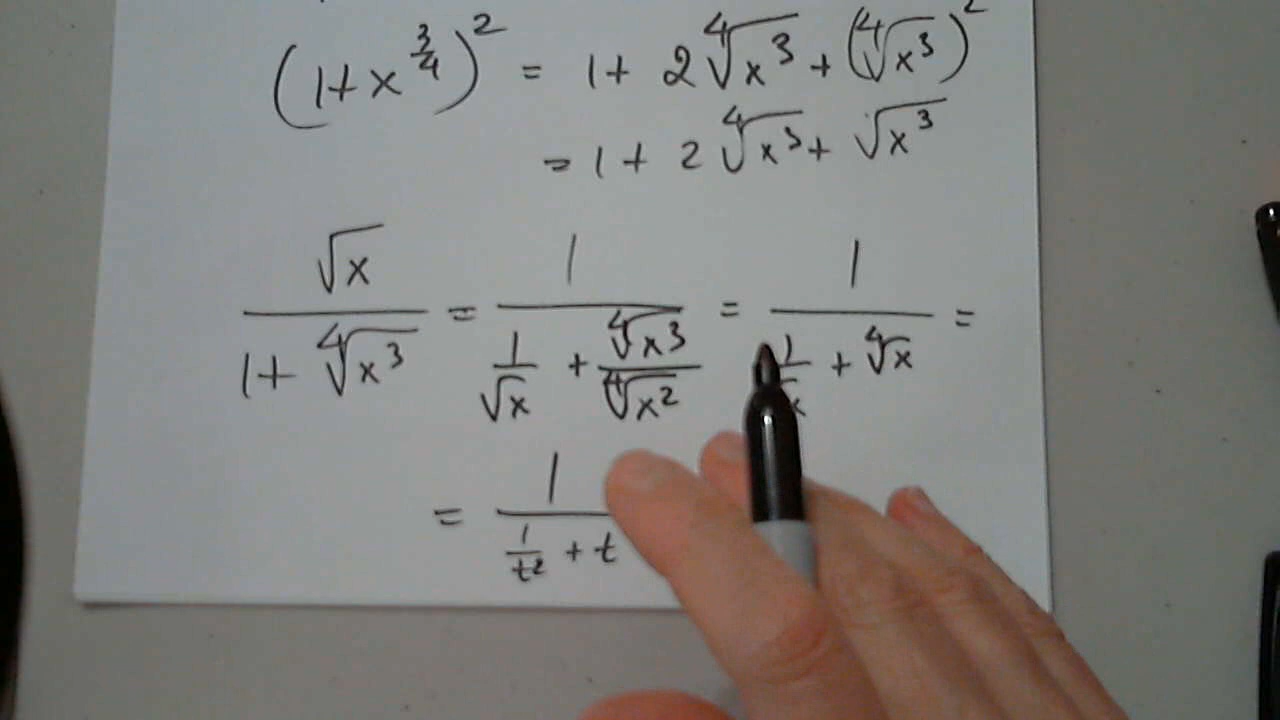 (1+x^{3/4})^2 = 1 + 2∜x³ + (∜x³)²
= 1 + 2∜x³ + √x³
√x / (1 + ∜x³) = 1 / (1/√x + ∜x³/∜x²) = 1 / (1/√x + ∜x) =
= 1 / (1/t² + t